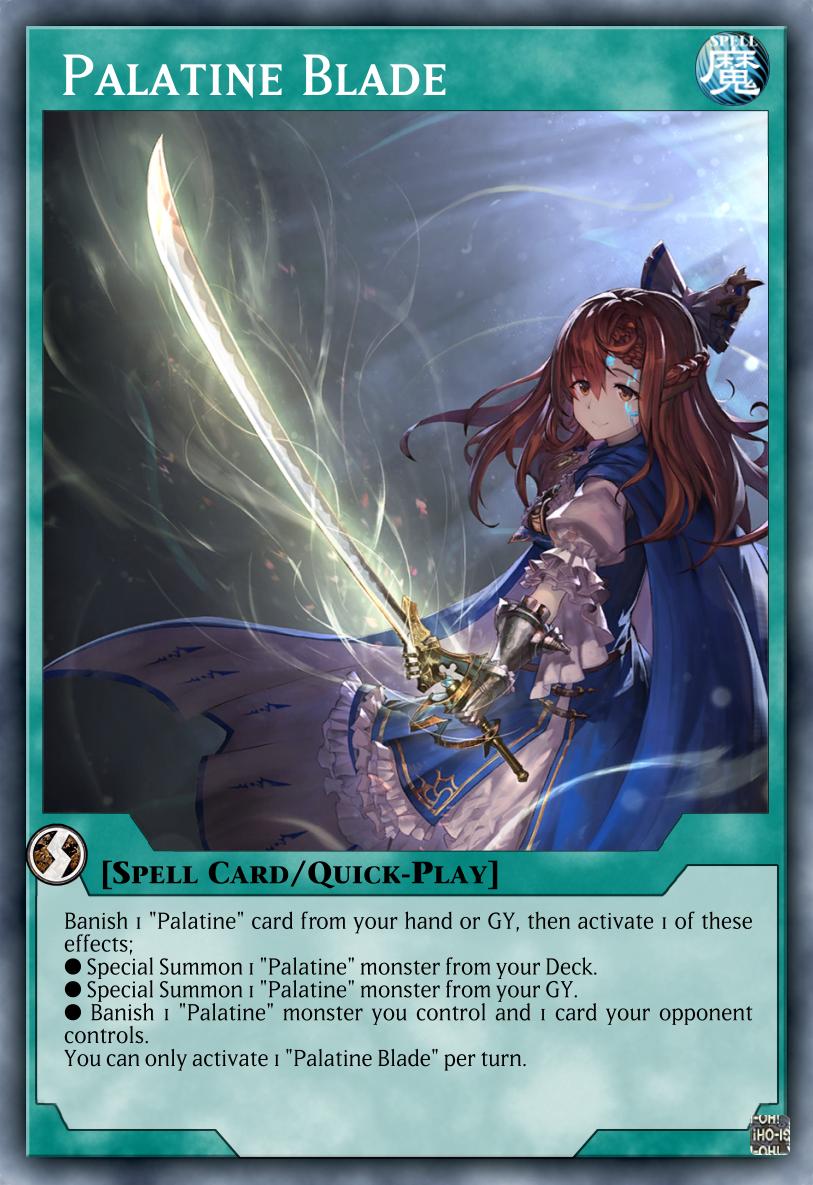 PALATINE BLADE
SPELL
魔
[SPELL CARD/QUICK-PLAY]
Banish 1 "Palatine" card from your hand or GY, then activate 1 of these
effects;
● Special Summon 1 "Palatine" monster from your Deck.
● Special Summon 1 "Palatine" monster from your GY.
● Banish 1 "Palatine" monster you control and 1 card your opponent
controls.
You can only activate 1 "Palatine Blade" per turn.